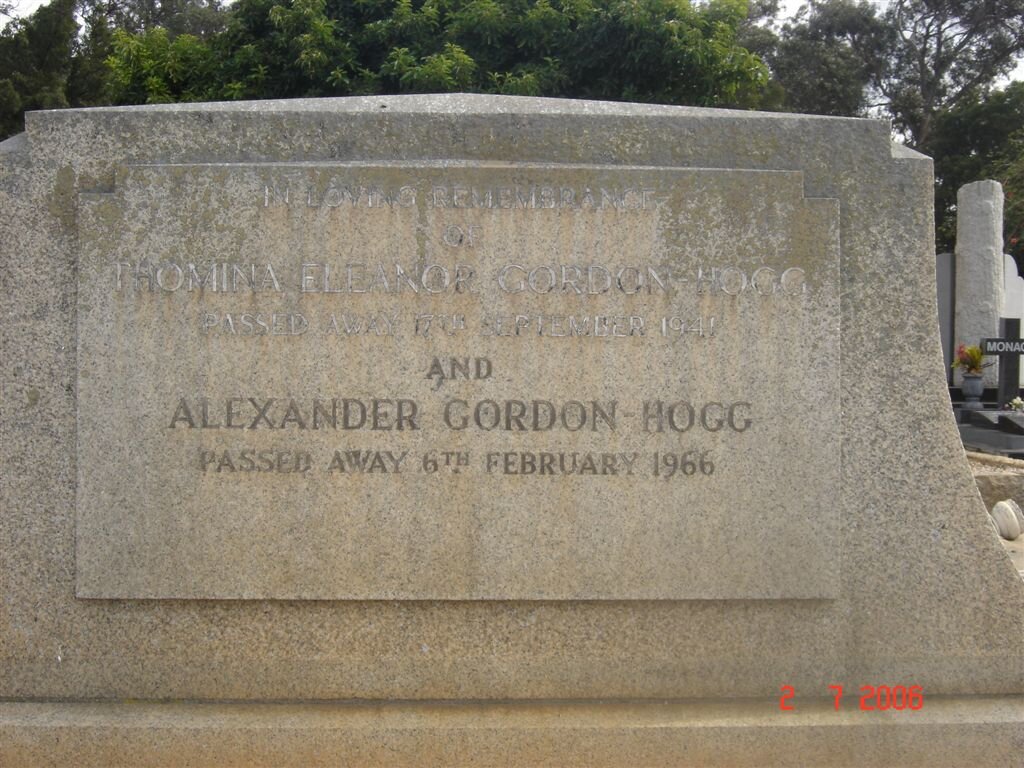 IN LOVING REMEMBRANCE
OF
THOMINA ELEANOR GORDON-HOGG
PASSED AWAY 17TH SEPTEMBER 1941
AND
ALEXANDER GORDON-HOGG
PASSED AWAY 6TH FEBRUARY 1966
MONAC
2 7 2006